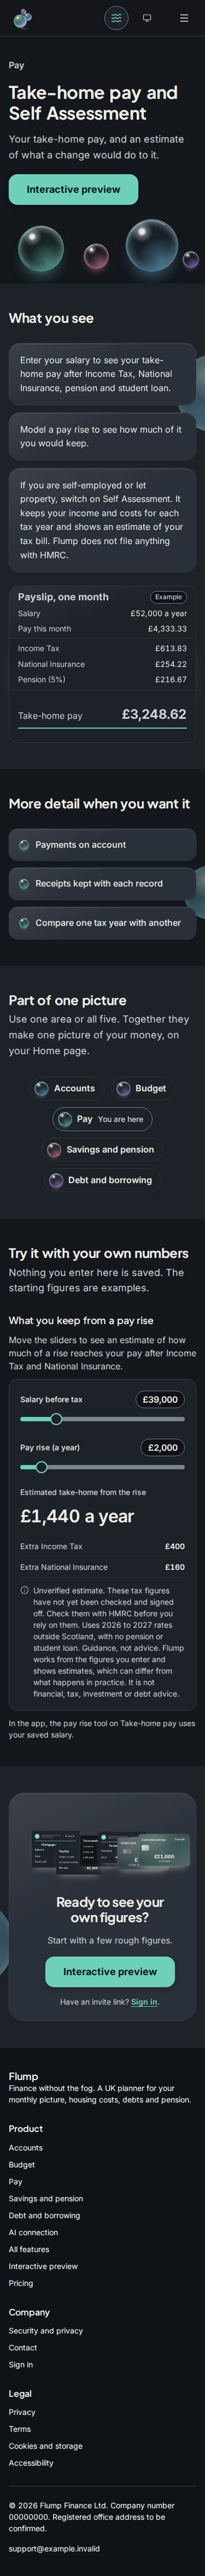 Pay
Take-home pay and
Self Assessment
Your take-home pay, and an estimate
of what a change would do to it.
Interactive preview
What you see
Enter your salary to see your take-
home pay after Income Tax, National
Insurance, pension and student loan.
Model a pay rise to see how much of it
you would keep.
If you are self-employed or let
property, switch on Self Assessment. It
keeps your income and costs for each
tax year and shows an estimate of your
tax bill. Flump does not file anything
with HMRC.
Payslip, one month Example
Salary £52,000 a year
Pay this month £4,333.33
Income Tax £613.83
National Insurance £254.22
Pension (5%) £216.67
Take-home pay £3,248.62
More detail when you want it
Payments on account
Receipts kept with each record
Compare one tax year with another
Part of one picture
Use one area or all five. Together they
make one picture of your money, on
your Home page.
Accounts Budget
Pay You are here
Savings and pension
Debt and borrowing
Try it with your own numbers
Nothing you enter here is saved. The
starting figures are examples.
What you keep from a pay rise
Move the sliders to see an estimate of how
much of a rise reaches your pay after Income
Tax and National Insurance.
Salary before tax £39,000
Pay rise (a year) £2,000
Estimated take-home from the rise
£1,440 a year
Extra Income Tax £400
Extra National Insurance £160
Unverified estimate. These tax figures
have not yet been checked and signed
off. Check them with HMRC before you
rely on them. Uses 2026 to 2027 rates
outside Scotland, with no pension or
student loan. Guidance, not advice. Flump
works from the figures you enter and
shows estimates, which can differ from
what happens in practice. It is not
financial, tax, investment or debt advice.
In the app, the pay rise tool on Take-home pay uses
your saved salary.
Ready to see your
own figures?
Start with a few rough figures.
Interactive preview
Have an invite link? Sign in.
Flump
Finance without the fog. A UK planner for your
monthly picture, housing costs, debts and pension.
Product
Accounts
Budget
Pay
Savings and pension
Debt and borrowing
AI connection
All features
Interactive preview
Pricing
Company
Security and privacy
Contact
Sign in
Legal
Privacy
Terms
Cookies and storage
Accessibility
© 2026 Flump Finance Ltd. Company number
00000000. Registered office address to be
confirmed.
support@example.invalid